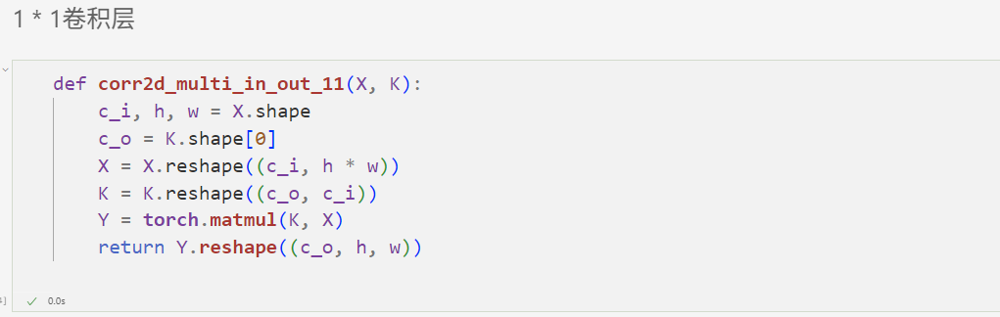 1 * 1卷积层
def corr2d_multi_in_out_11(X, K):
    c_i, h, w = X.shape
    c_o = K.shape[0]
    X = X.reshape((c_i, h * w))
    K = K.reshape((c_o, c_i))
    Y = torch.matmul(K, X)
    return Y.reshape((c_o, h, w))
✓ 0.0s